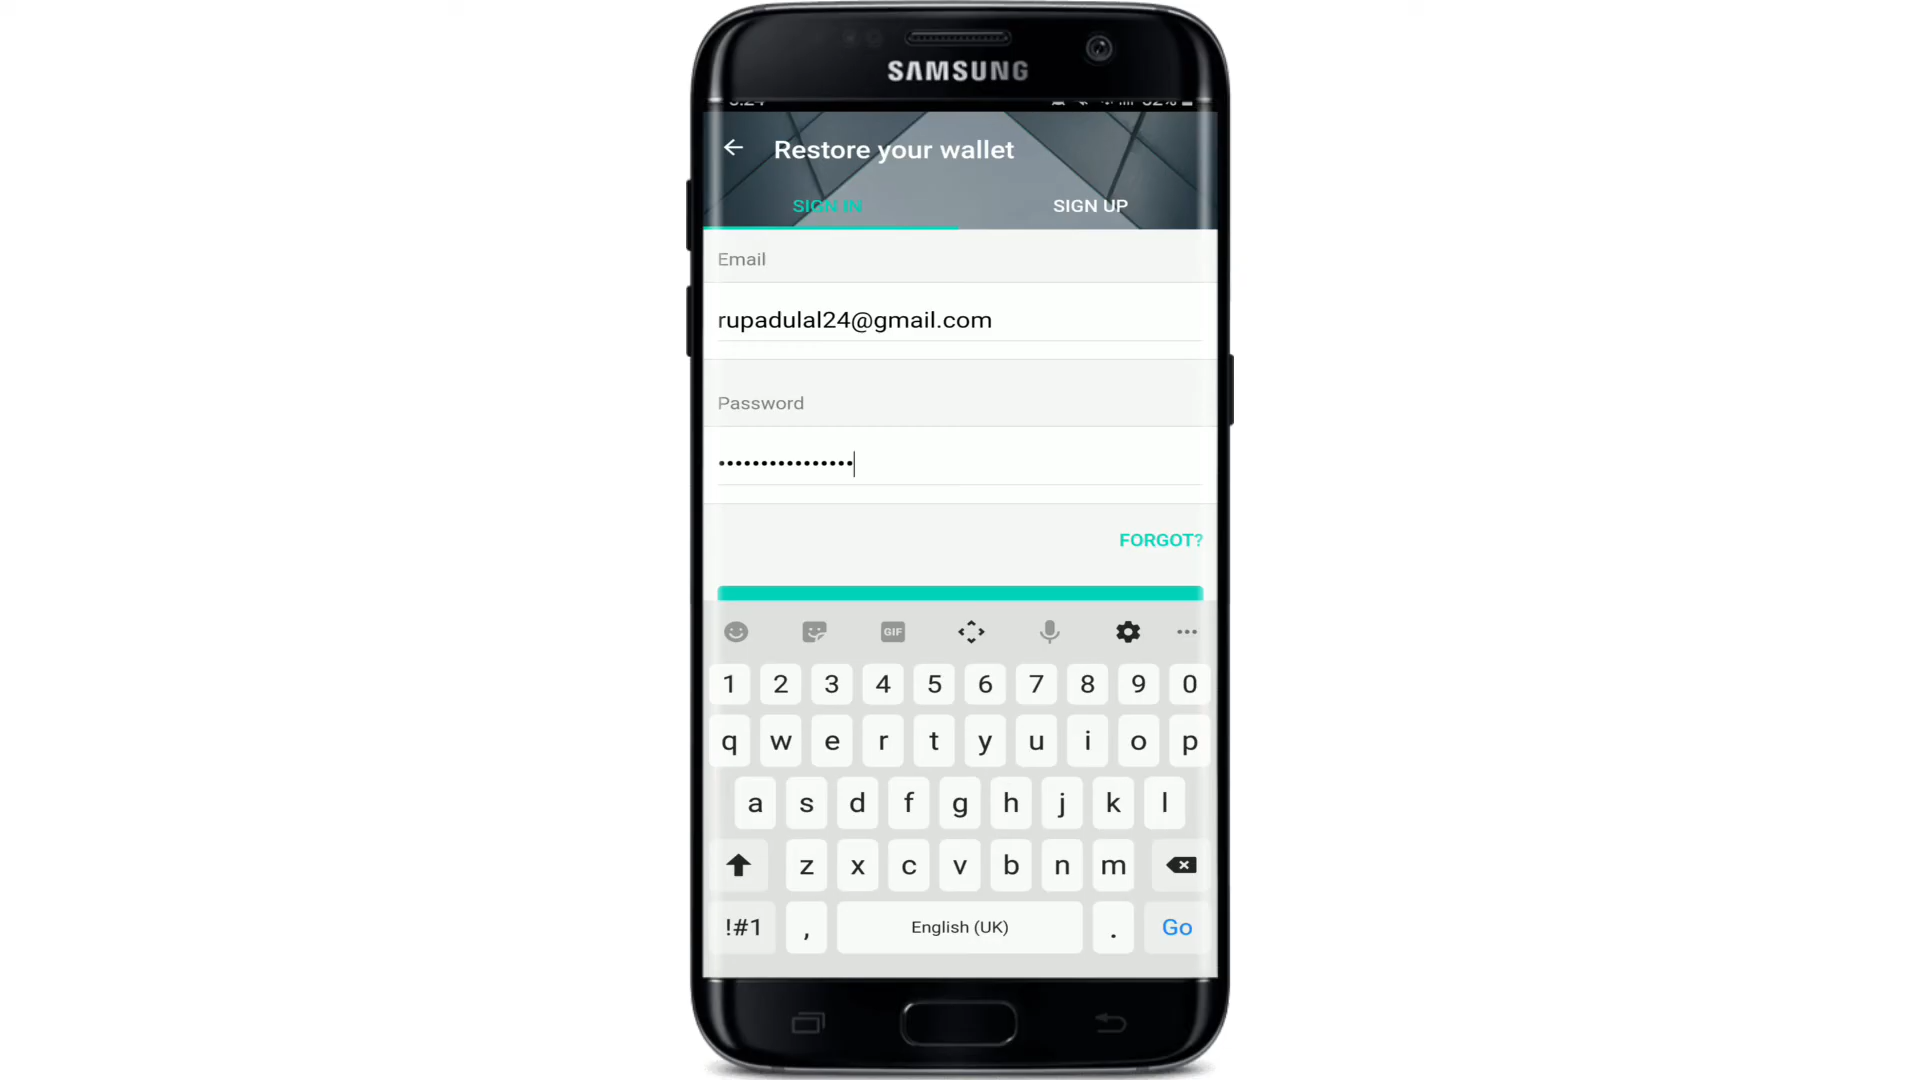 SAMSUNG
Restore your wallet
SIGN IN SIGN UP
Email
rupadulal24@gmail.com
Password
••••••••••••••••
FORGOT?
GIF
1 2 3 4 5 6 7 8 9 0
q w e r t y u i o p
a s d f g h j k l
z x c v b n m
!#1 , English (UK) . Go